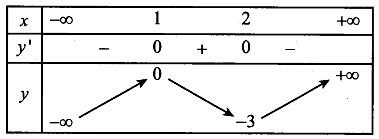 x −∞ 1 2 +∞
y' − 0 + 0 −
0 +∞
y
−∞ −3